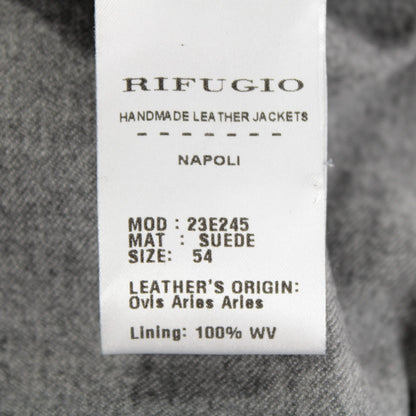 RIFUGIO
HANDMADE LEATHER JACKETS
- - - - - - -
NAPOLI
MOD : 23E245
MAT : SUEDE
SIZE: 54
LEATHER'S ORIGIN:
Ovis Aries Aries
Lining: 100% WV